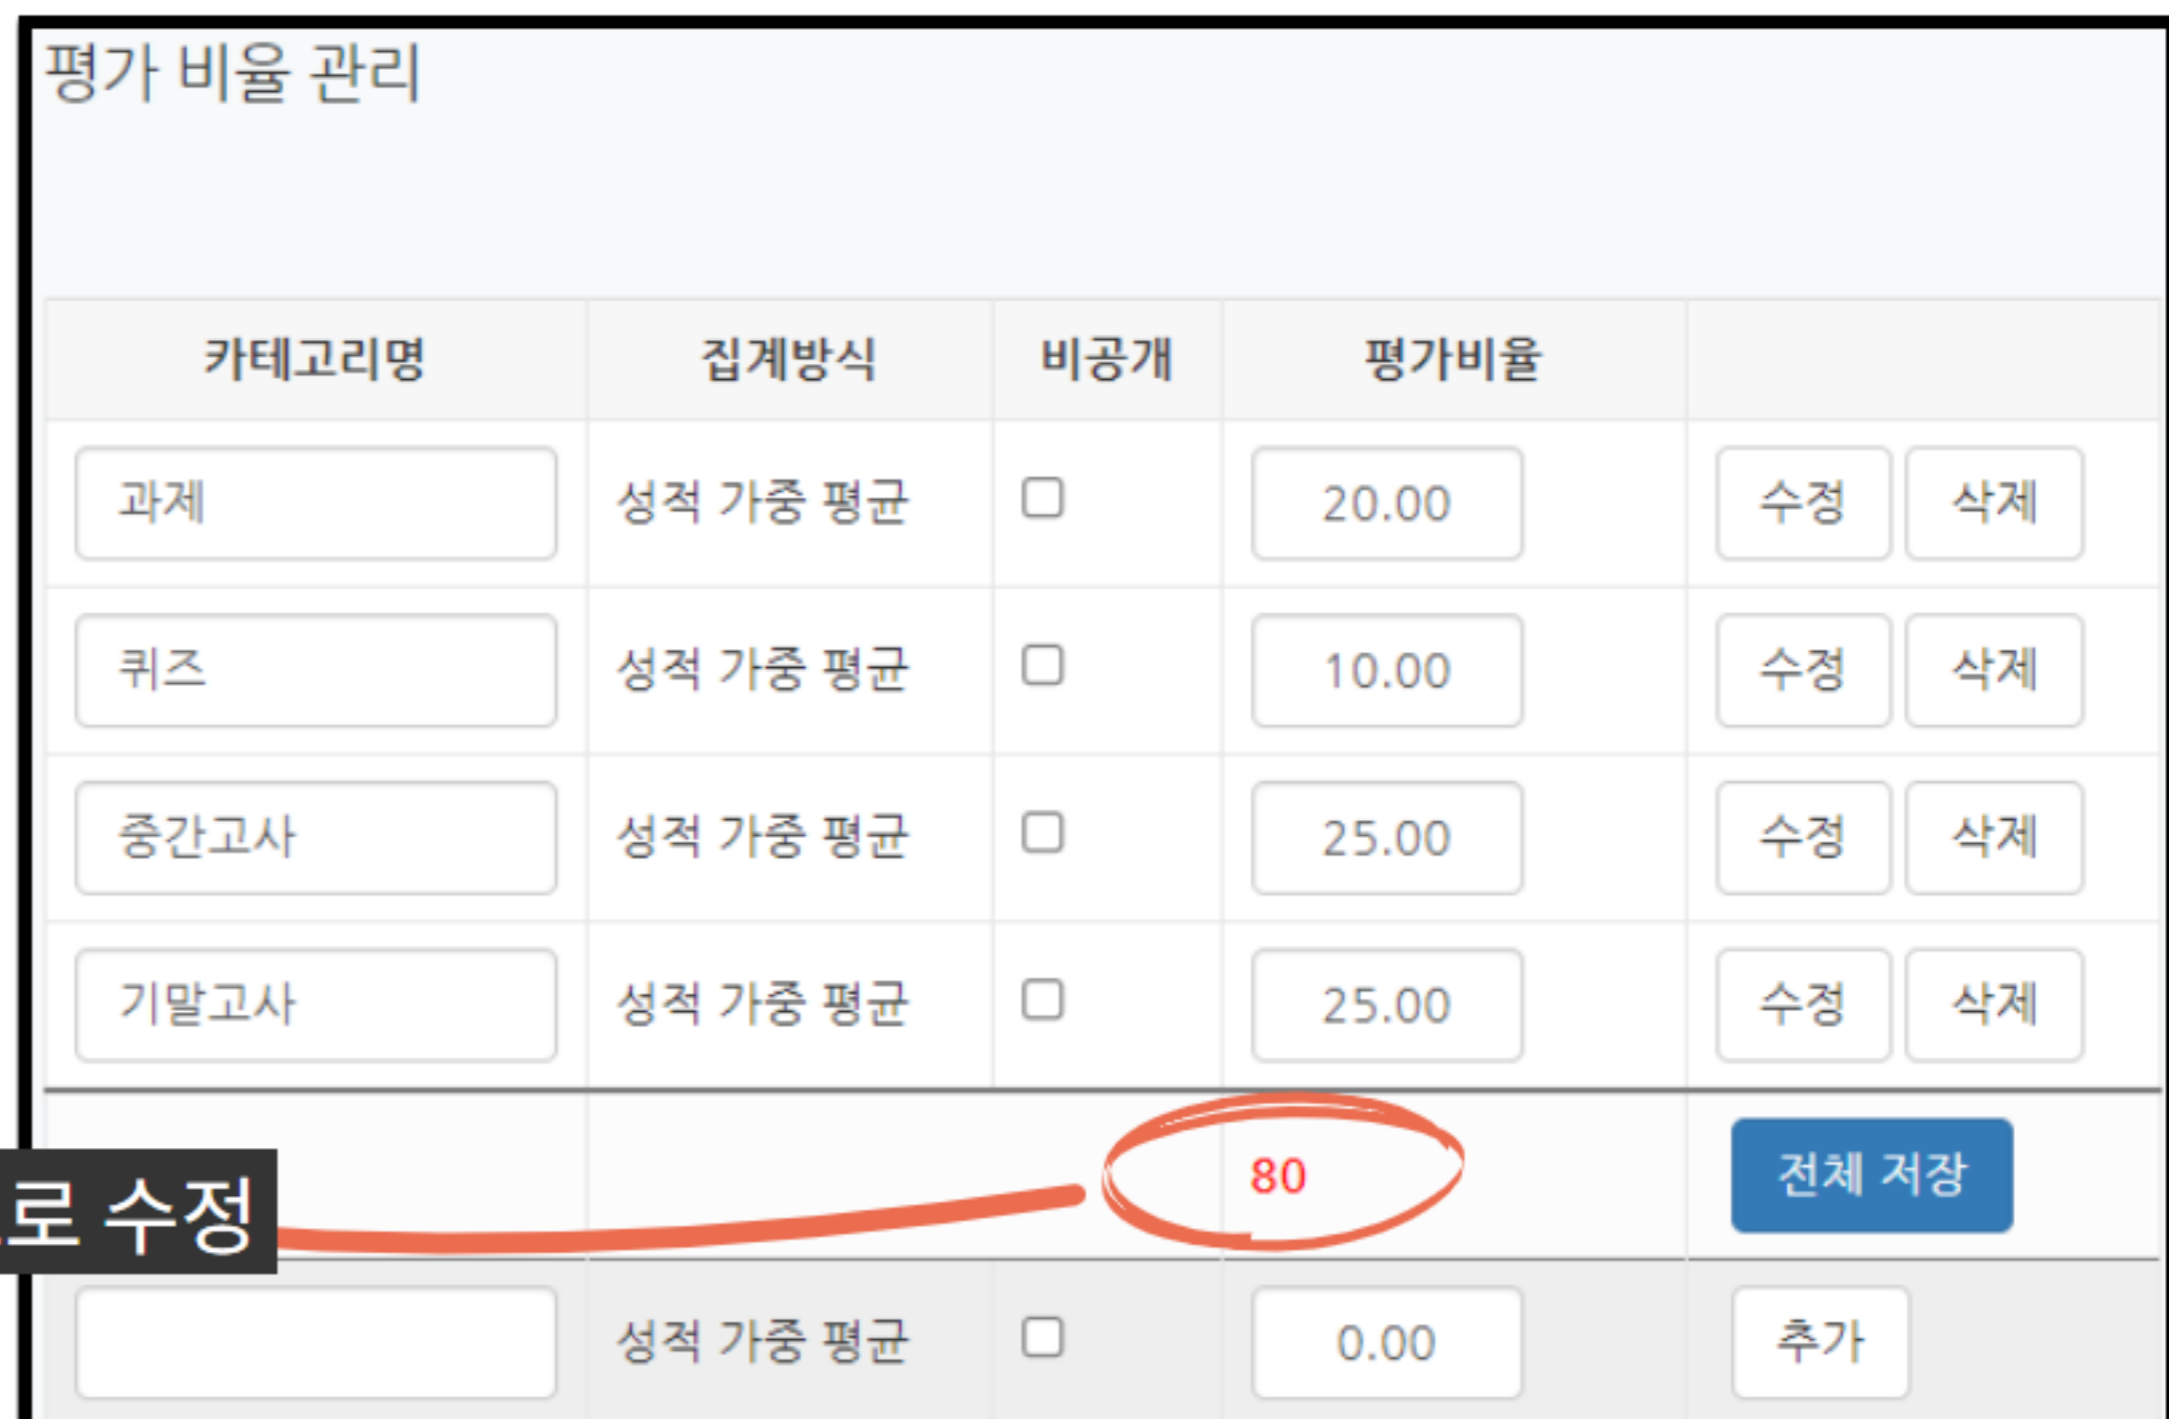 평가 비율 관리
카테고리명 집계방식 비공개 평가비율
과제 성적 가중 평균 20.00 수정 삭제
퀴즈 성적 가중 평균 10.00 수정 삭제
중간고사 성적 가중 평균 25.00 수정 삭제
기말고사 성적 가중 평균 25.00 수정 삭제
80 전체 저장
로 수정
성적 가중 평균 0.00 추가